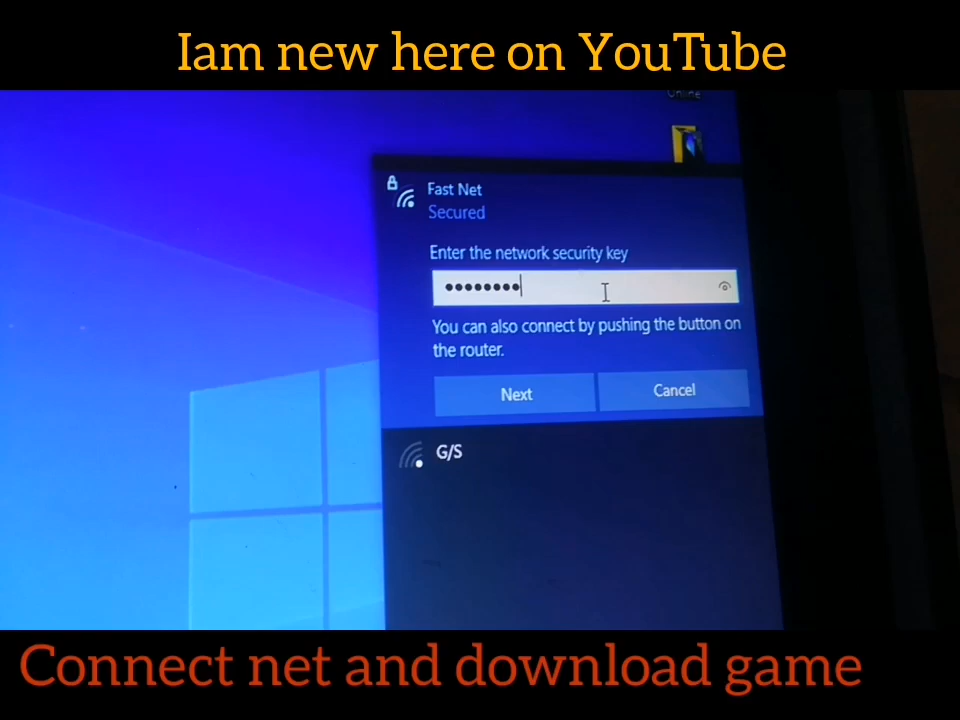 Iam new here on YouTube
Online
Fast Net
Secured
Enter the network security key
••••••••
You can also connect by pushing the button on
the router.
Next
Cancel
G/S
Connect net and download game